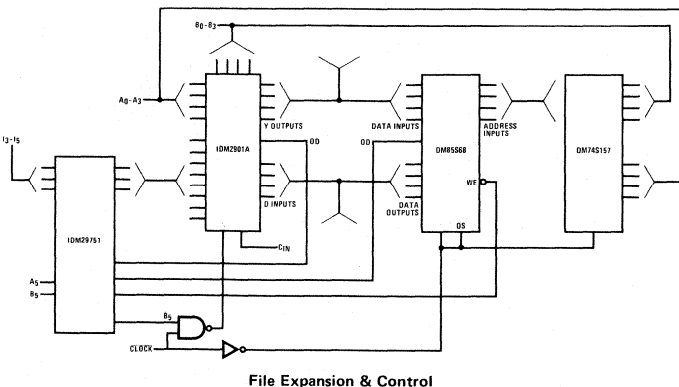 B0-B3
A0-A3
I3-I5
IDM2901A
Y OUTPUTS
OD
D INPUTS
CIN
DATA INPUTS
OD
DM85S68
ADDRESS
INPUTS
WE
DATA
OUTPUTS
OS
DM74S157
IDM29751
A5
B5
B5
CLOCK
File Expansion & Control